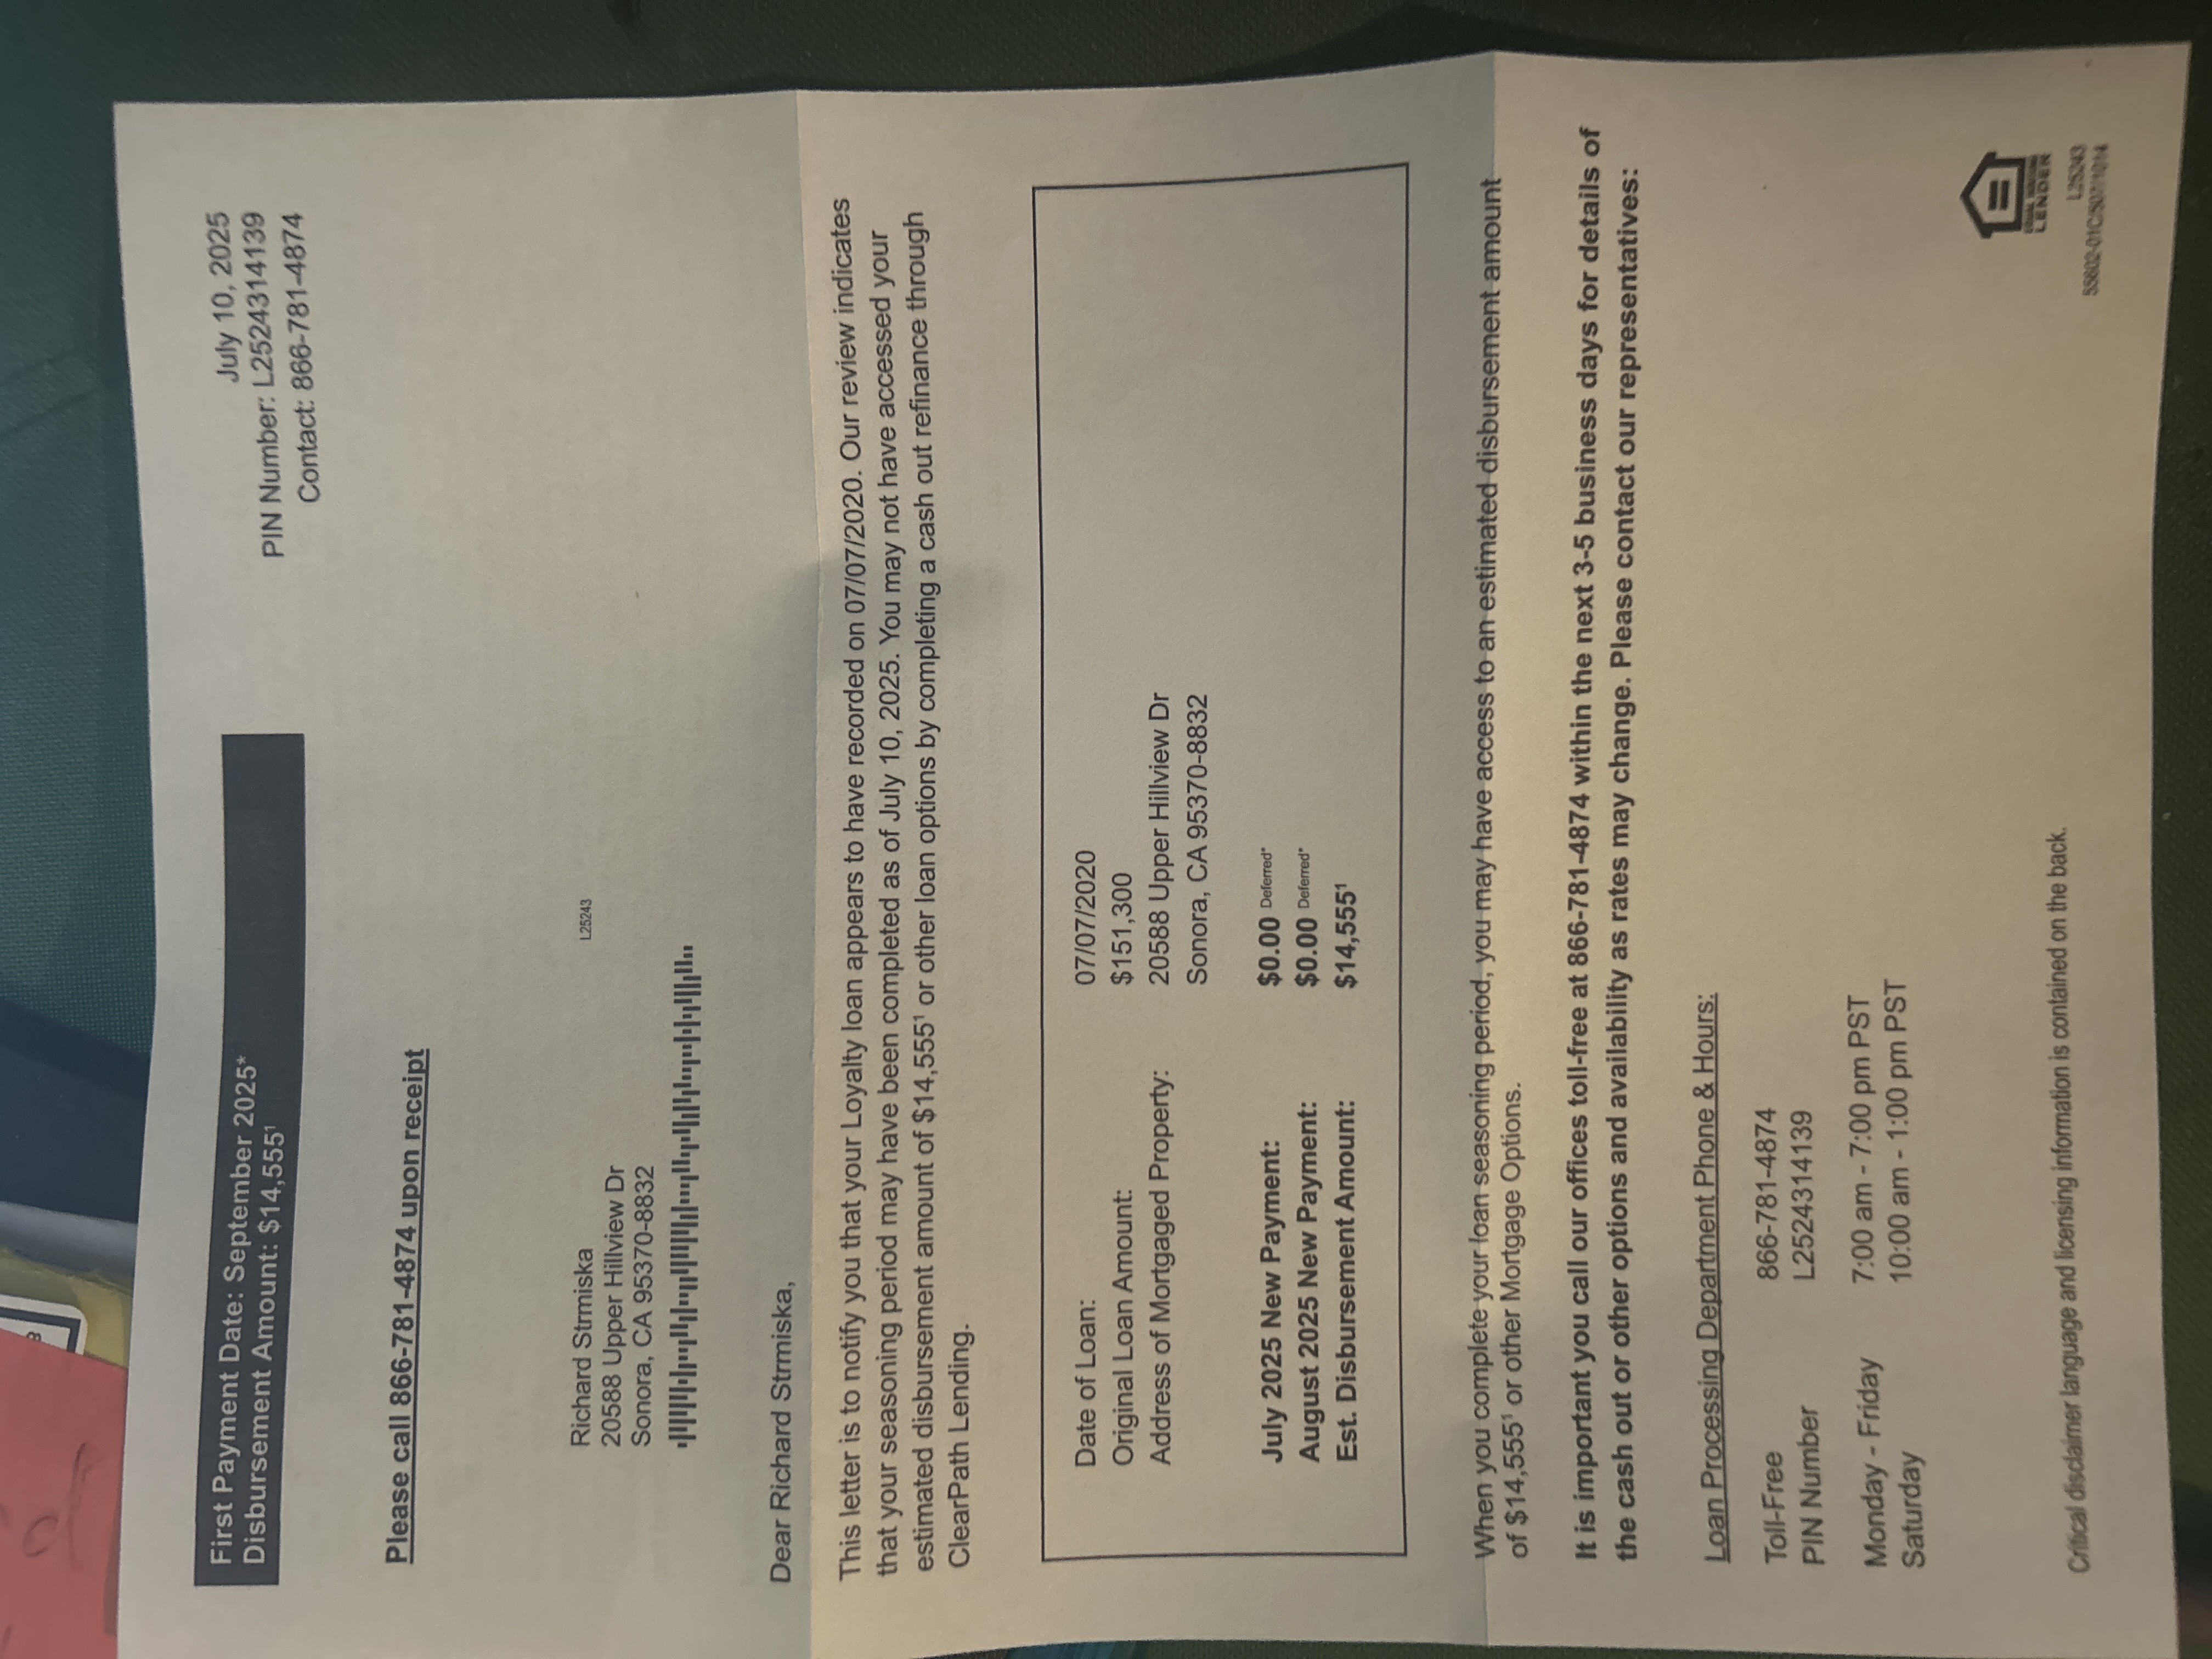 First Payment Date: September 2025*
Disbursement Amount: $14,555¹
July 10, 2025
PIN Number: L2524314139
Contact: 866-781-4874
Please call 866-781-4874 upon receipt
Richard Strmiska
L25243
20588 Upper Hillview Dr
Sonora, CA 95370-8832
Dear Richard Strmiska,
This letter is to notify you that your Loyalty loan appears to have recorded on 07/07/2020. Our review indicates
that your seasoning period may have been completed as of July 10, 2025. You may not have accessed your
estimated disbursement amount of $14,555¹ or other loan options by completing a cash out refinance through
ClearPath Lending.
Date of Loan: 07/07/2020
Original Loan Amount: $151,300
Address of Mortgaged Property: 20588 Upper Hillview Dr
Sonora, CA 95370-8832
July 2025 New Payment: $0.00 Deferred*
August 2025 New Payment: $0.00 Deferred*
Est. Disbursement Amount: $14,555¹
When you complete your loan seasoning period, you may have access to an estimated disbursement amount
of $14,555¹ or other Mortgage Options.
It is important you call our offices toll-free at 866-781-4874 within the next 3-5 business days for details of
the cash out or other options and availability as rates may change. Please contact our representatives:
Loan Processing Department Phone & Hours:
Toll-Free 866-781-4874
PIN Number L2524314139
Monday - Friday 7:00 am - 7:00 pm PST
Saturday 10:00 am - 1:00 pm PST
EQUAL HOUSING
LENDER
Critical disclaimer language and licensing information is contained on the back.
L25243
55602-01C/507/1014